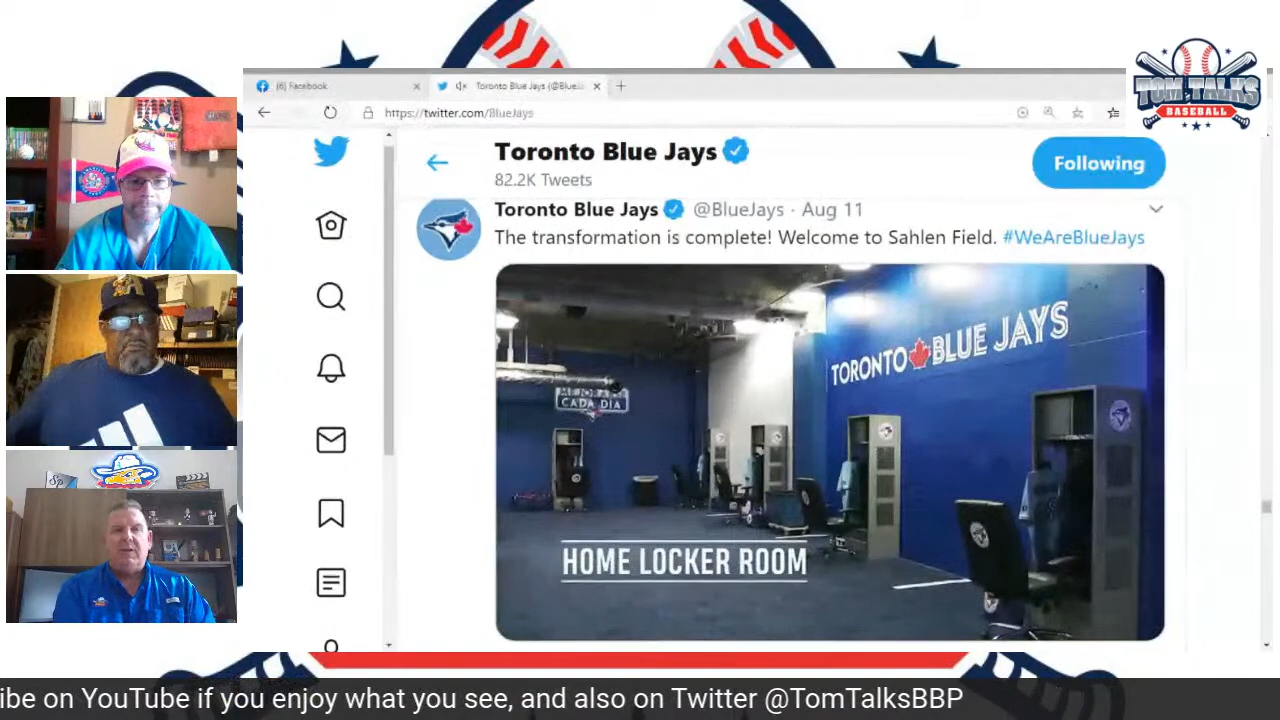 (6) Facebook
Toronto Blue Jays (@BlueJ
https://twitter.com/BlueJays
TOM TALKS
BASEBALL
Toronto Blue Jays
82.2K Tweets
Following
Toronto Blue Jays @BlueJays · Aug 11
The transformation is complete! Welcome to Sahlen Field. #WeAreBlueJays
TORONTO BLUE JAYS
MEJORA
CADA DIA
HOME LOCKER ROOM
ibe on YouTube if you enjoy what you see, and also on Twitter @TomTalksBBP